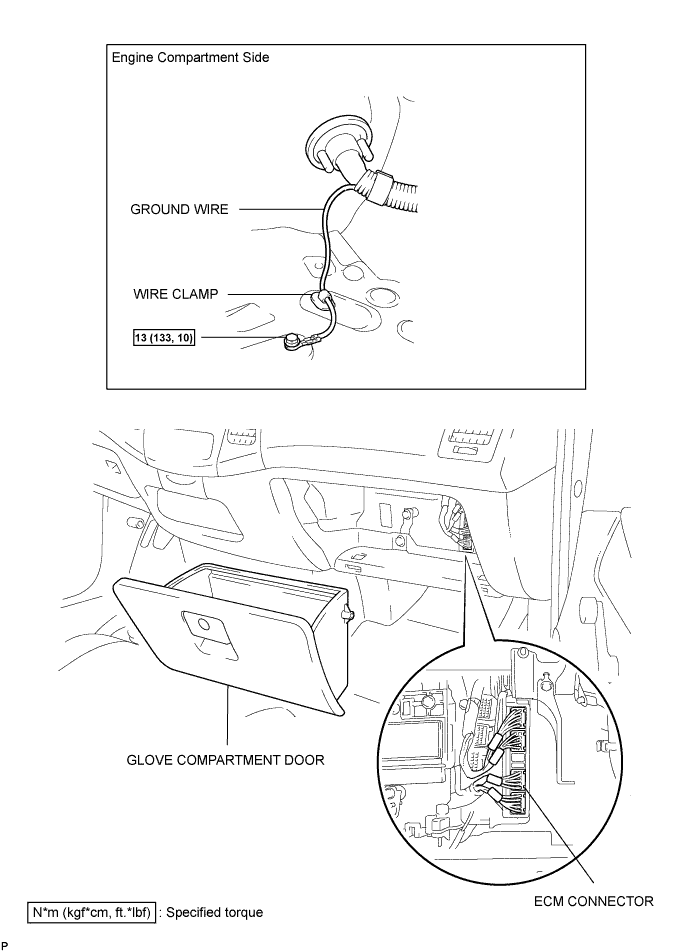 Engine Compartment Side
GROUND WIRE
WIRE CLAMP
13 (133, 10)
GLOVE COMPARTMENT DOOR
ECM CONNECTOR
N*m (kgf*cm, ft.*lbf) : Specified torque
P